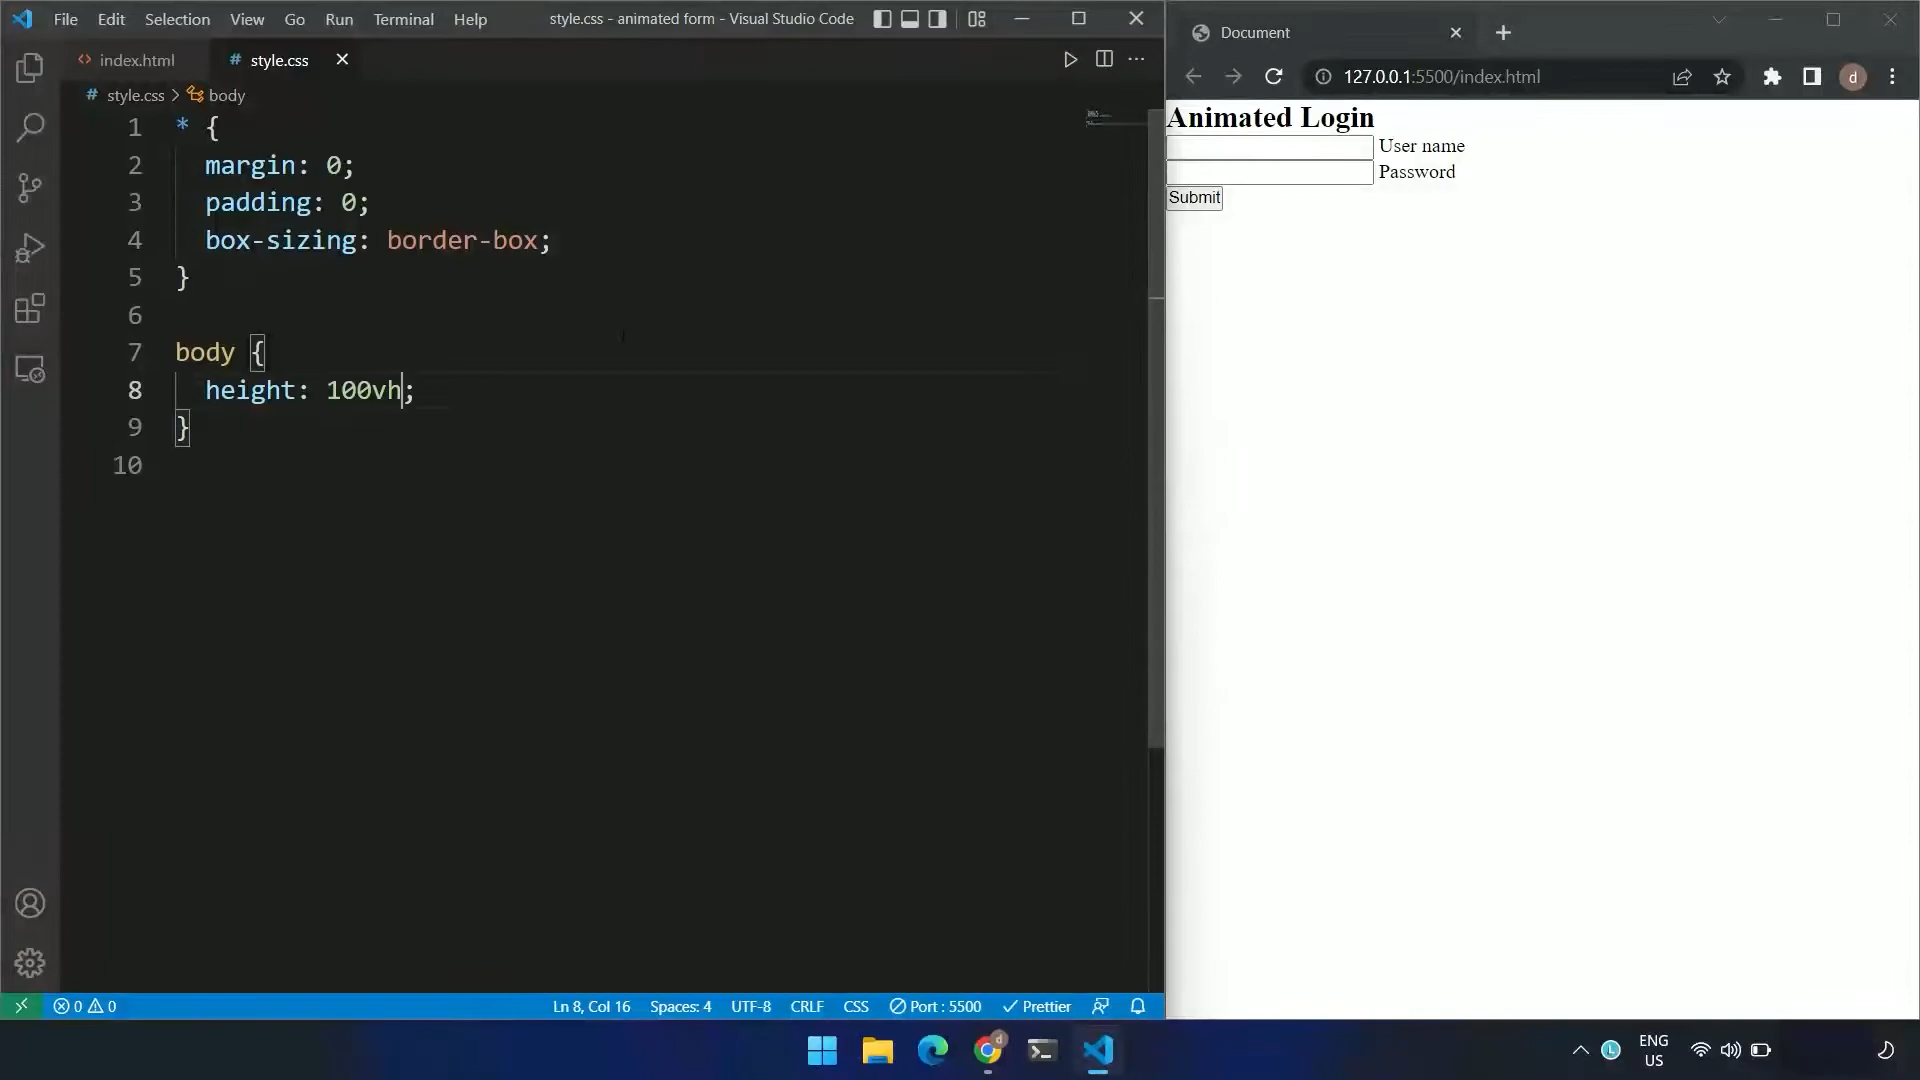 File Edit Selection View Go Run Terminal Help
style.css - animated form - Visual Studio Code
index.html
# style.css
# style.css > body
1 * {
2 margin: 0;
3 padding: 0;
4 box-sizing: border-box;
5 }
6
7 body {
8 height: 100vh;
9 }
10
0 0
Ln 8, Col 16 Spaces: 4 UTF-8 CRLF CSS Port : 5500 Prettier
Document
127.0.0.1:5500/index.html
d
Animated Login
User name
Password
Submit
d
L
ENG
US